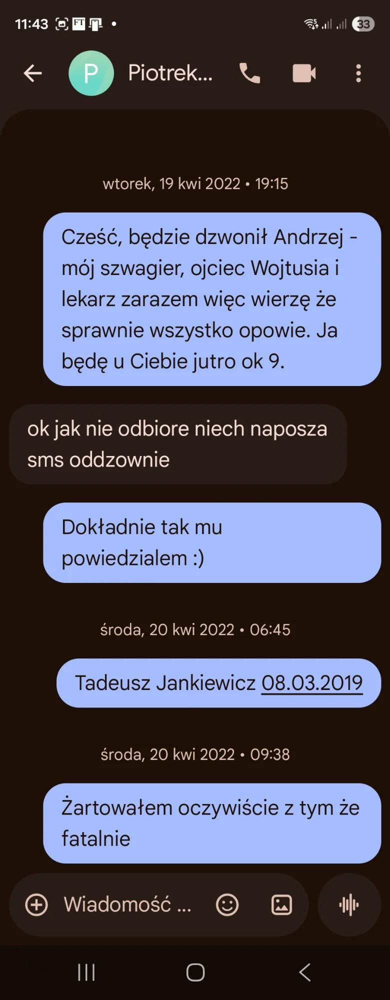 11:43 FT 5 33
P Piotrek...
wtorek, 19 kwi 2022 • 19:15
Cześć, będzie dzwonił Andrzej -
mój szwagier, ojciec Wojtusia i
lekarz zarazem więc wierzę że
sprawnie wszystko opowie. Ja
będę u Ciebie jutro ok 9.
ok jak nie odbiore niech naposza
sms oddzownie
Dokładnie tak mu
powiedzialem :)
środa, 20 kwi 2022 • 06:45
Tadeusz Jankiewicz 08.03.2019
środa, 20 kwi 2022 • 09:38
Żartowałem oczywiście z tym że
fatalnie
Wiadomość ...